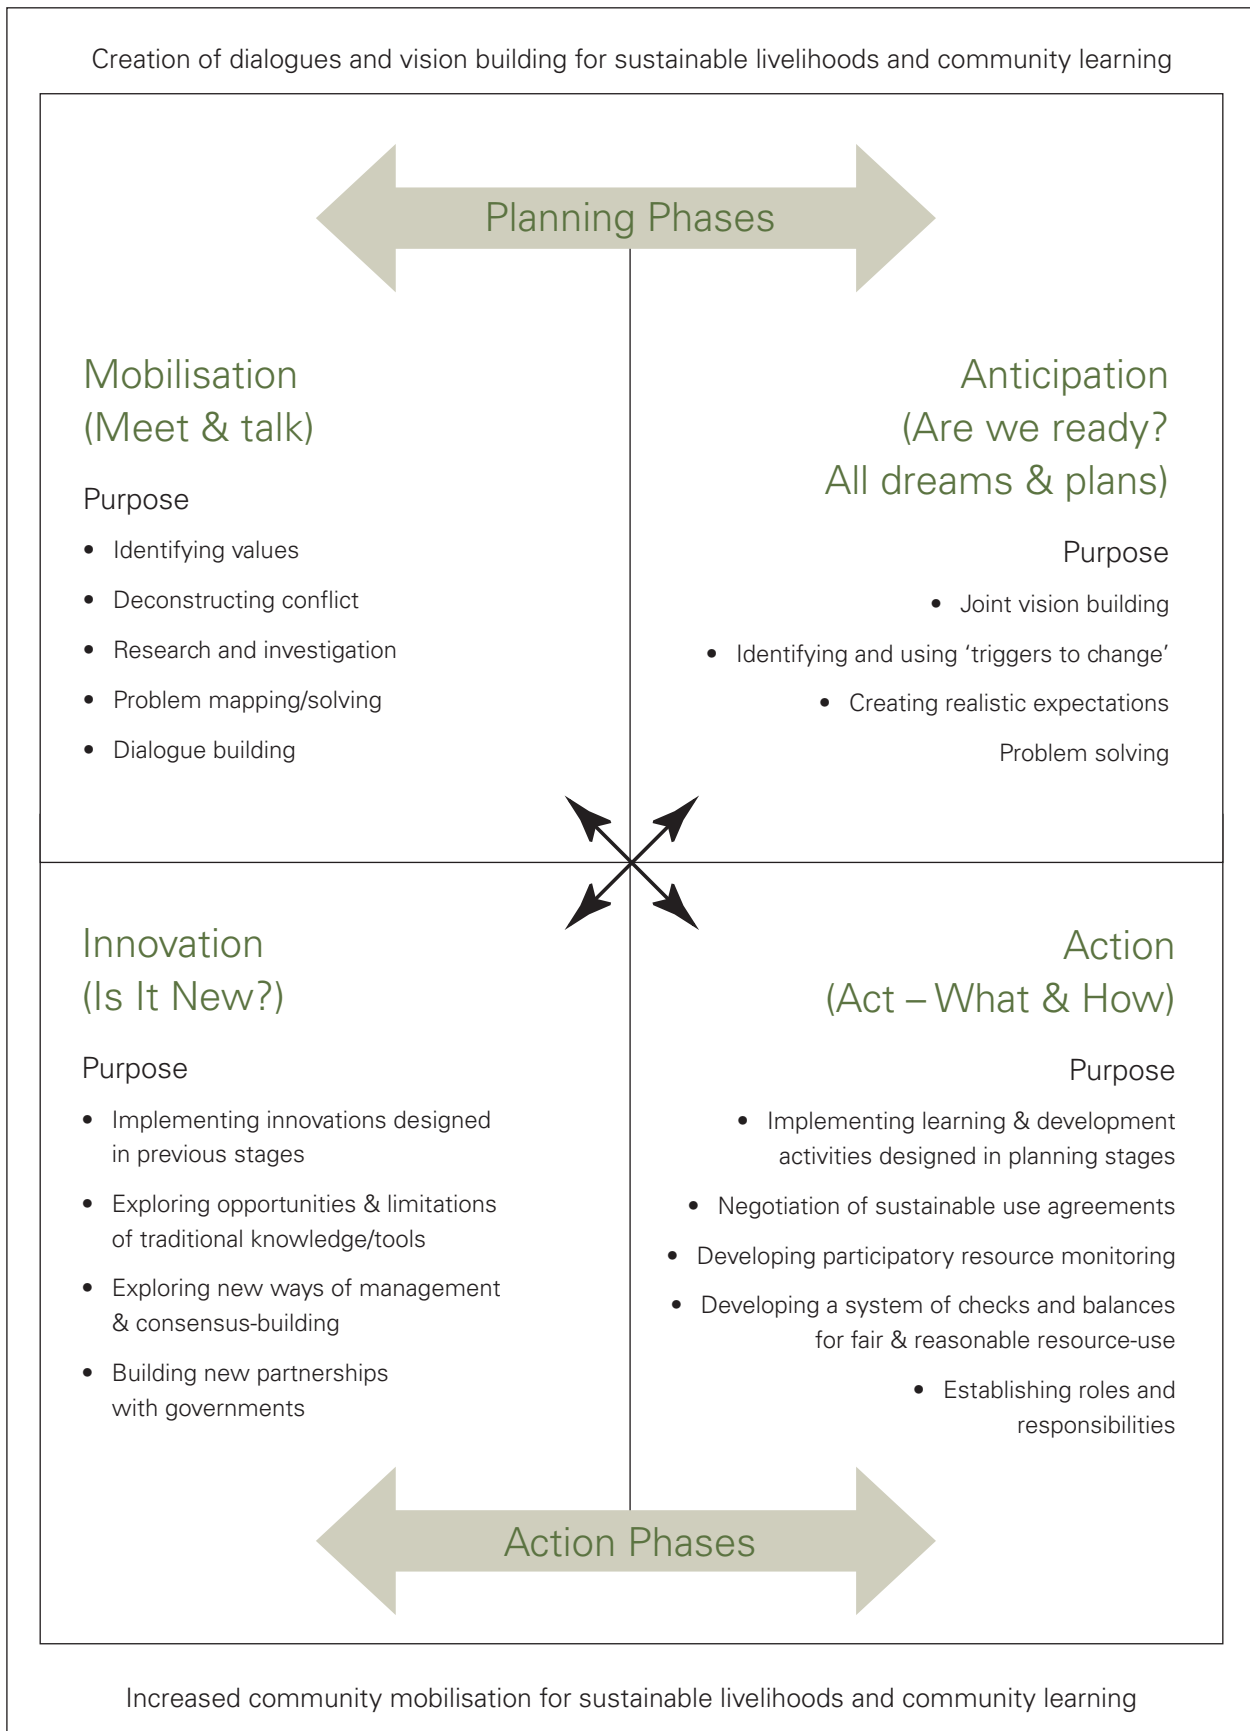 Creation of dialogues and vision building for sustainable livelihoods and community learning
Planning Phases
Mobilisation
(Meet & talk)
Purpose
• Identifying values
• Deconstructing conflict
• Research and investigation
• Problem mapping/solving
• Dialogue building
Anticipation
(Are we ready?
All dreams & plans)
Purpose
• Joint vision building
• Identifying and using ‘triggers to change’
• Creating realistic expectations
Problem solving
Innovation
(Is It New?)
Purpose
• Implementing innovations designed
in previous stages
• Exploring opportunities & limitations
of traditional knowledge/tools
• Exploring new ways of management
& consensus-building
• Building new partnerships
with governments
Action
(Act – What & How)
Purpose
• Implementing learning & development
activities designed in planning stages
• Negotiation of sustainable use agreements
• Developing participatory resource monitoring
• Developing a system of checks and balances
for fair & reasonable resource-use
• Establishing roles and
responsibilities
Action Phases
Increased community mobilisation for sustainable livelihoods and community learning